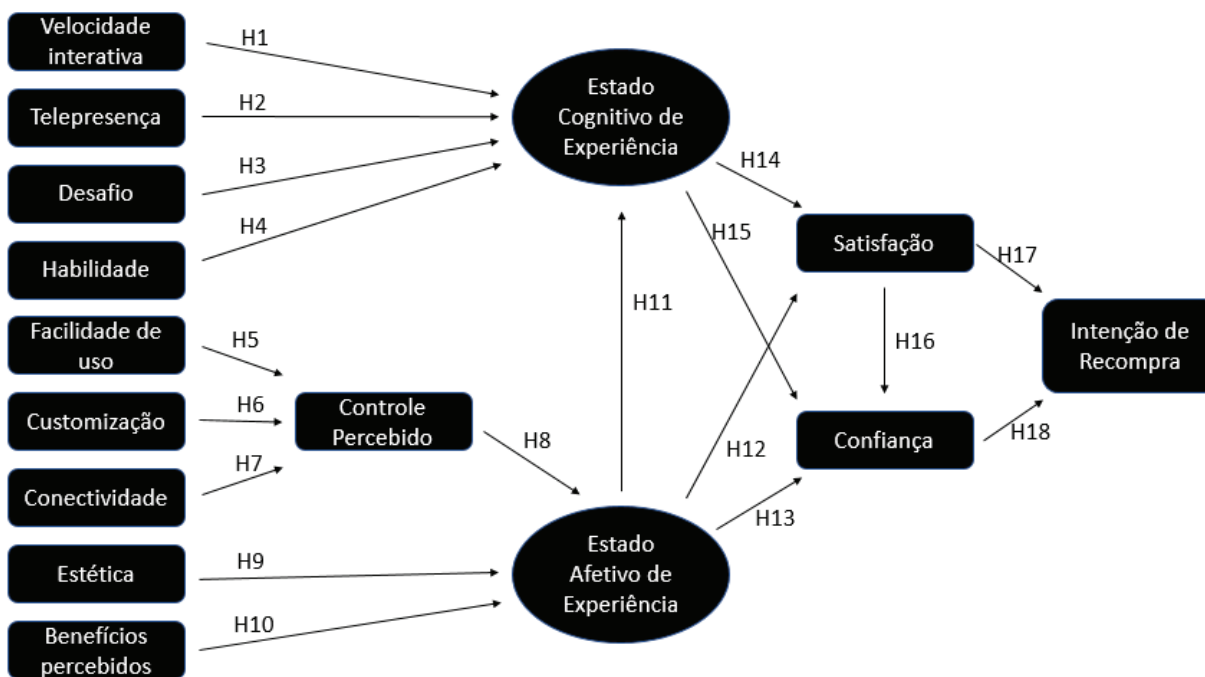 Velocidade
interativa
H1
Telepresença
H2
Desafio
H3
Habilidade
H4
Facilidade de
uso
H5
Customização
H6
Conectividade
H7
Estética
H9
Benefícios
percebidos
H10
Controle
Percebido
H8
Estado
Cognitivo de
Experiência
H11
Estado
Afetivo de
Experiência
H14
H15
H12
H13
Satisfação
H16
Confiança
H17
H18
Intenção de
Recompra